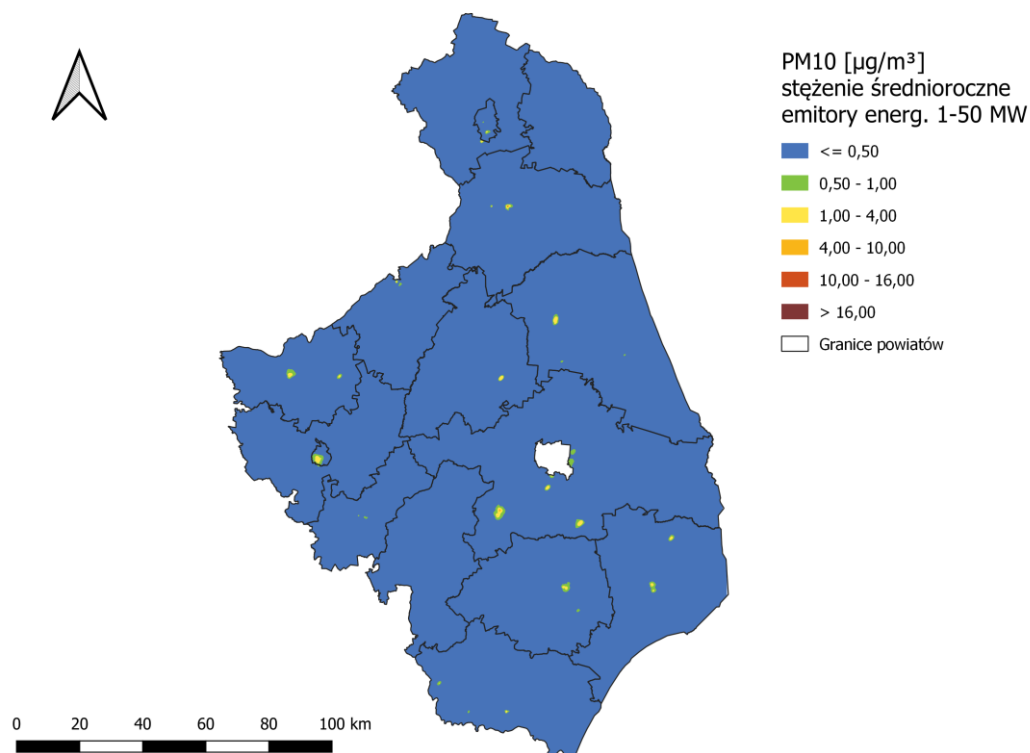 PM10 [µg/m³]
stężenie średnioroczne
emitory energ. 1-50 MW
<= 0,50
0,50 - 1,00
1,00 - 4,00
4,00 - 10,00
10,00 - 16,00
> 16,00
Granice powiatów
0 20 40 60 80 100 km